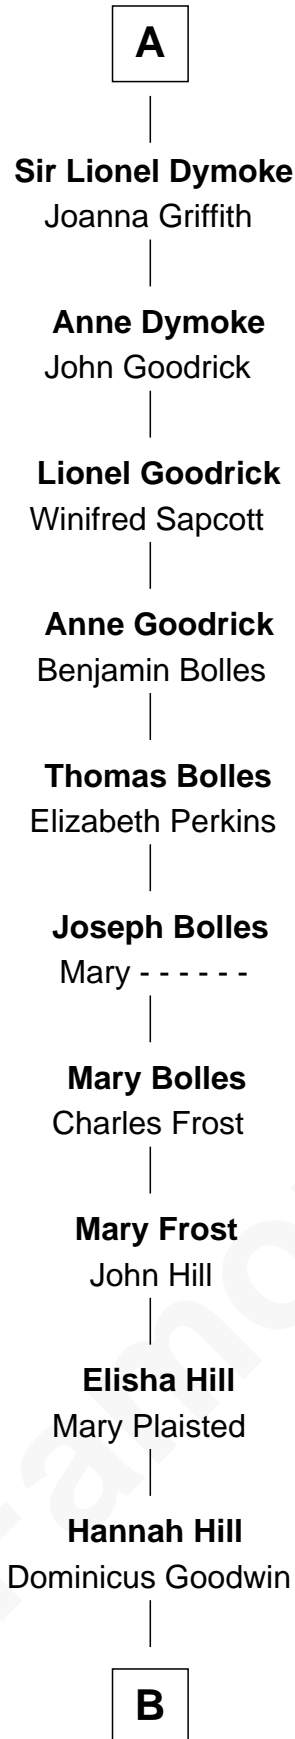 A
Sir Lionel Dymoke
Joanna Griffith
Anne Dymoke
John Goodrick
Lionel Goodrick
Winifred Sapcott
Anne Goodrick
Benjamin Bolles
Thomas Bolles
Elizabeth Perkins
Joseph Bolles
Mary - - - - - -
Mary Bolles
Charles Frost
Mary Frost
John Hill
Elisha Hill
Mary Plaisted
Hannah Hill
Dominicus Goodwin
B